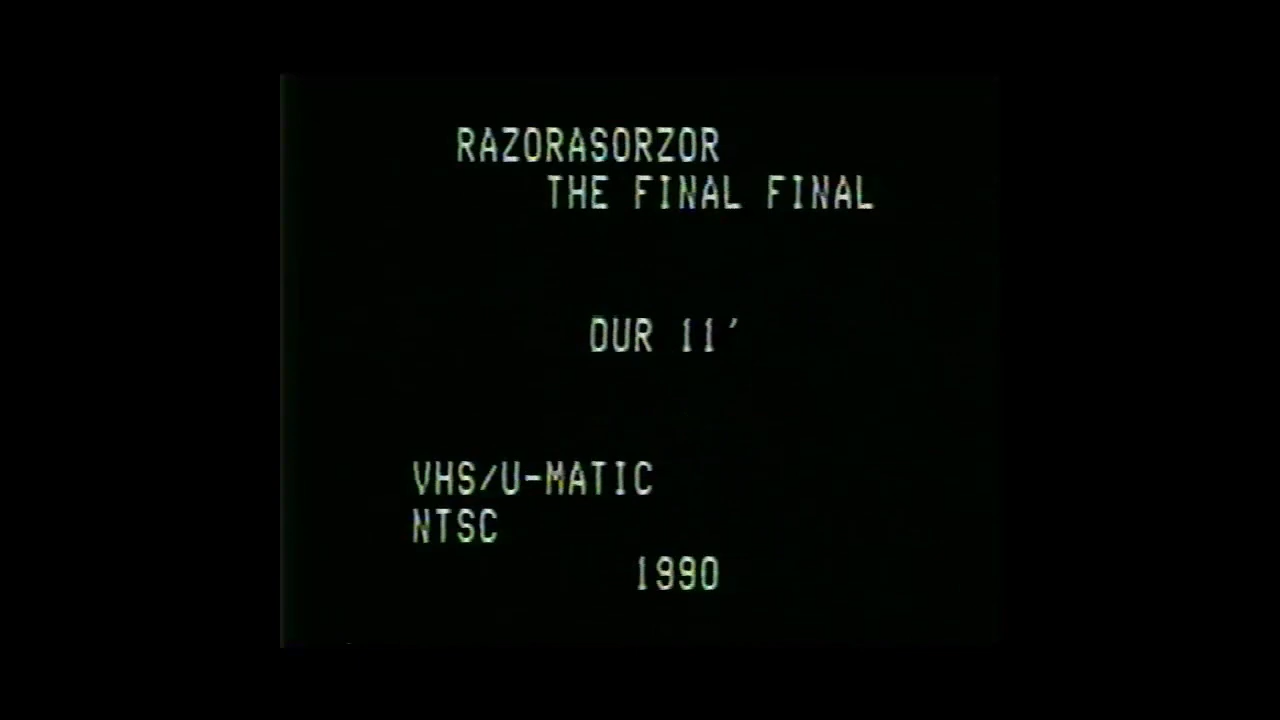 RAZORASORZOR
THE FINAL FINAL
DUR 11'
VHS/U-MATIC
NTSC
1990